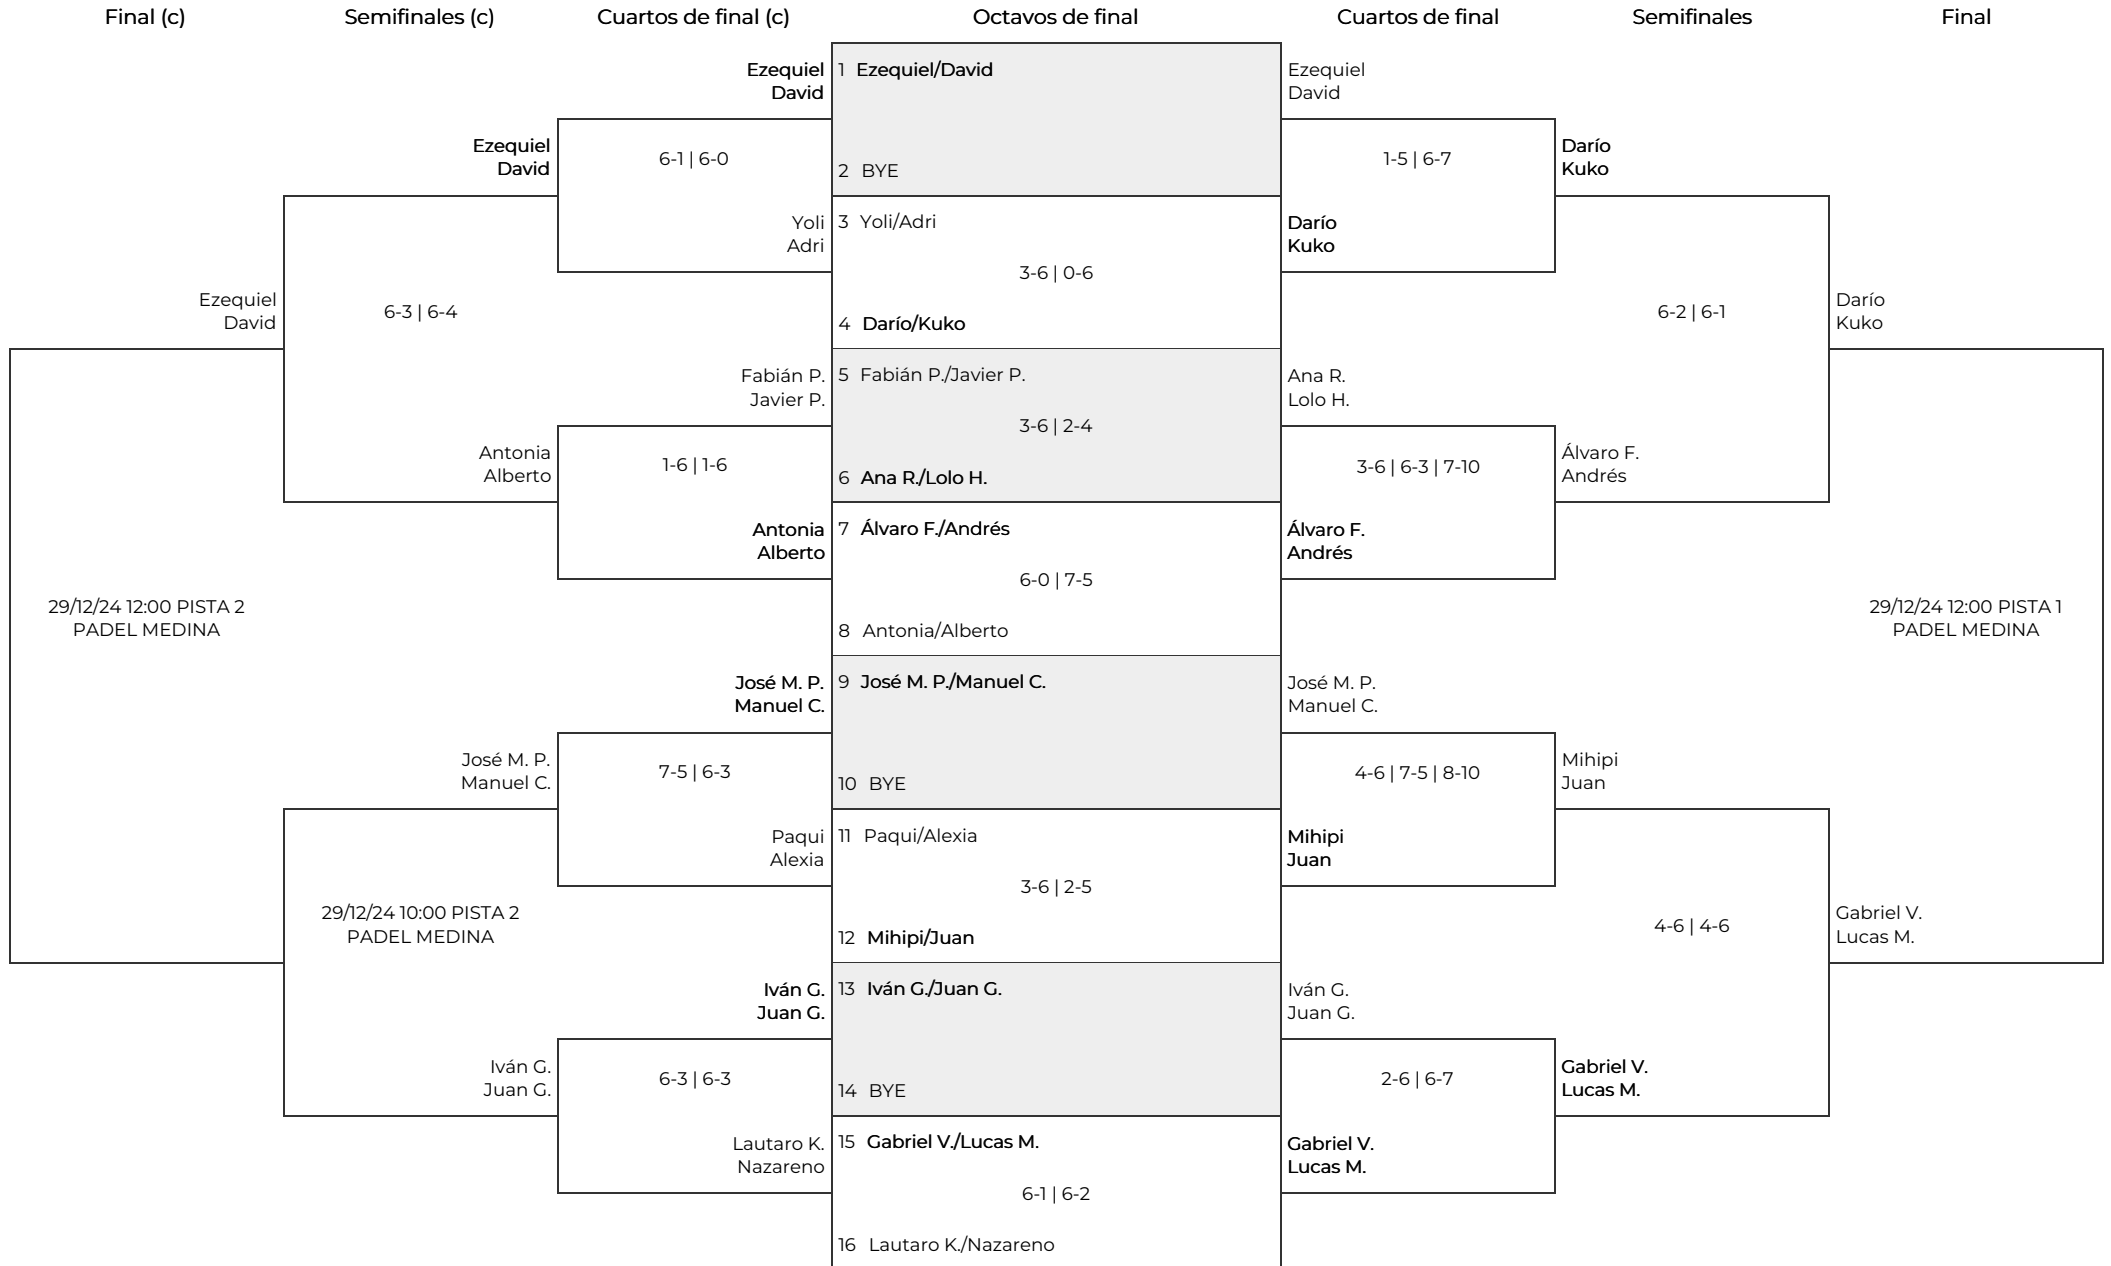 Final (c)
Semifinales (c)
Cuartos de final (c)
Octavos de final
Cuartos de final
Semifinales
Final
Ezequiel
David
29/12/24 12:00 PISTA 2
PADEL MEDINA
Ezequiel
David
6-3 | 6-4
Antonia
Alberto
José M. P.
Manuel C.
29/12/24 10:00 PISTA 2
PADEL MEDINA
Iván G.
Juan G.
Ezequiel
David
6-1 | 6-0
Yoli
Adri
Fabián P.
Javier P.
1-6 | 1-6
Antonia
Alberto
José M. P.
Manuel C.
7-5 | 6-3
Paqui
Alexia
Iván G.
Juan G.
6-3 | 6-3
Lautaro K.
Nazareno
1 Ezequiel/David
2 BYE
3 Yoli/Adri
3-6 | 0-6
4 Darío/Kuko
5 Fabián P./Javier P.
3-6 | 2-4
6 Ana R./Lolo H.
7 Álvaro F./Andrés
6-0 | 7-5
8 Antonia/Alberto
9 José M. P./Manuel C.
10 BYE
11 Paqui/Alexia
3-6 | 2-5
12 Mihipi/Juan
13 Iván G./Juan G.
14 BYE
15 Gabriel V./Lucas M.
6-1 | 6-2
16 Lautaro K./Nazareno
Ezequiel
David
1-5 | 6-7
Darío
Kuko
Ana R.
Lolo H.
3-6 | 6-3 | 7-10
Álvaro F.
Andrés
José M. P.
Manuel C.
4-6 | 7-5 | 8-10
Mihipi
Juan
Iván G.
Juan G.
2-6 | 6-7
Gabriel V.
Lucas M.
Darío
Kuko
6-2 | 6-1
Álvaro F.
Andrés
Mihipi
Juan
4-6 | 4-6
Gabriel V.
Lucas M.
Darío
Kuko
29/12/24 12:00 PISTA 1
PADEL MEDINA
Gabriel V.
Lucas M.